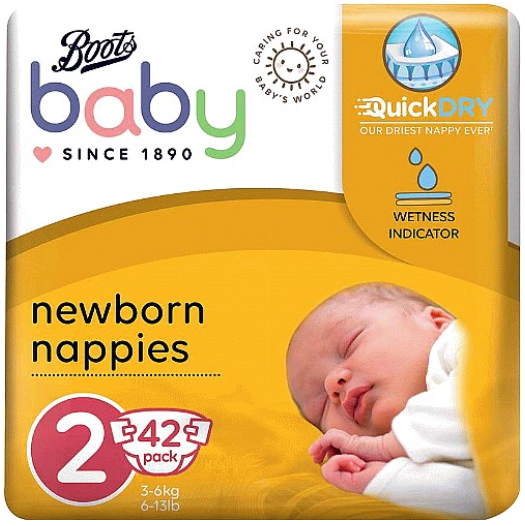 Boots
baby
SINCE 1890
CARING FOR YOUR
BABY'S WORLD
QuickDRY
OUR DRIEST NAPPY EVER!
WETNESS
INDICATOR
newborn
nappies
2
42
pack
3-6kg
6-13lb